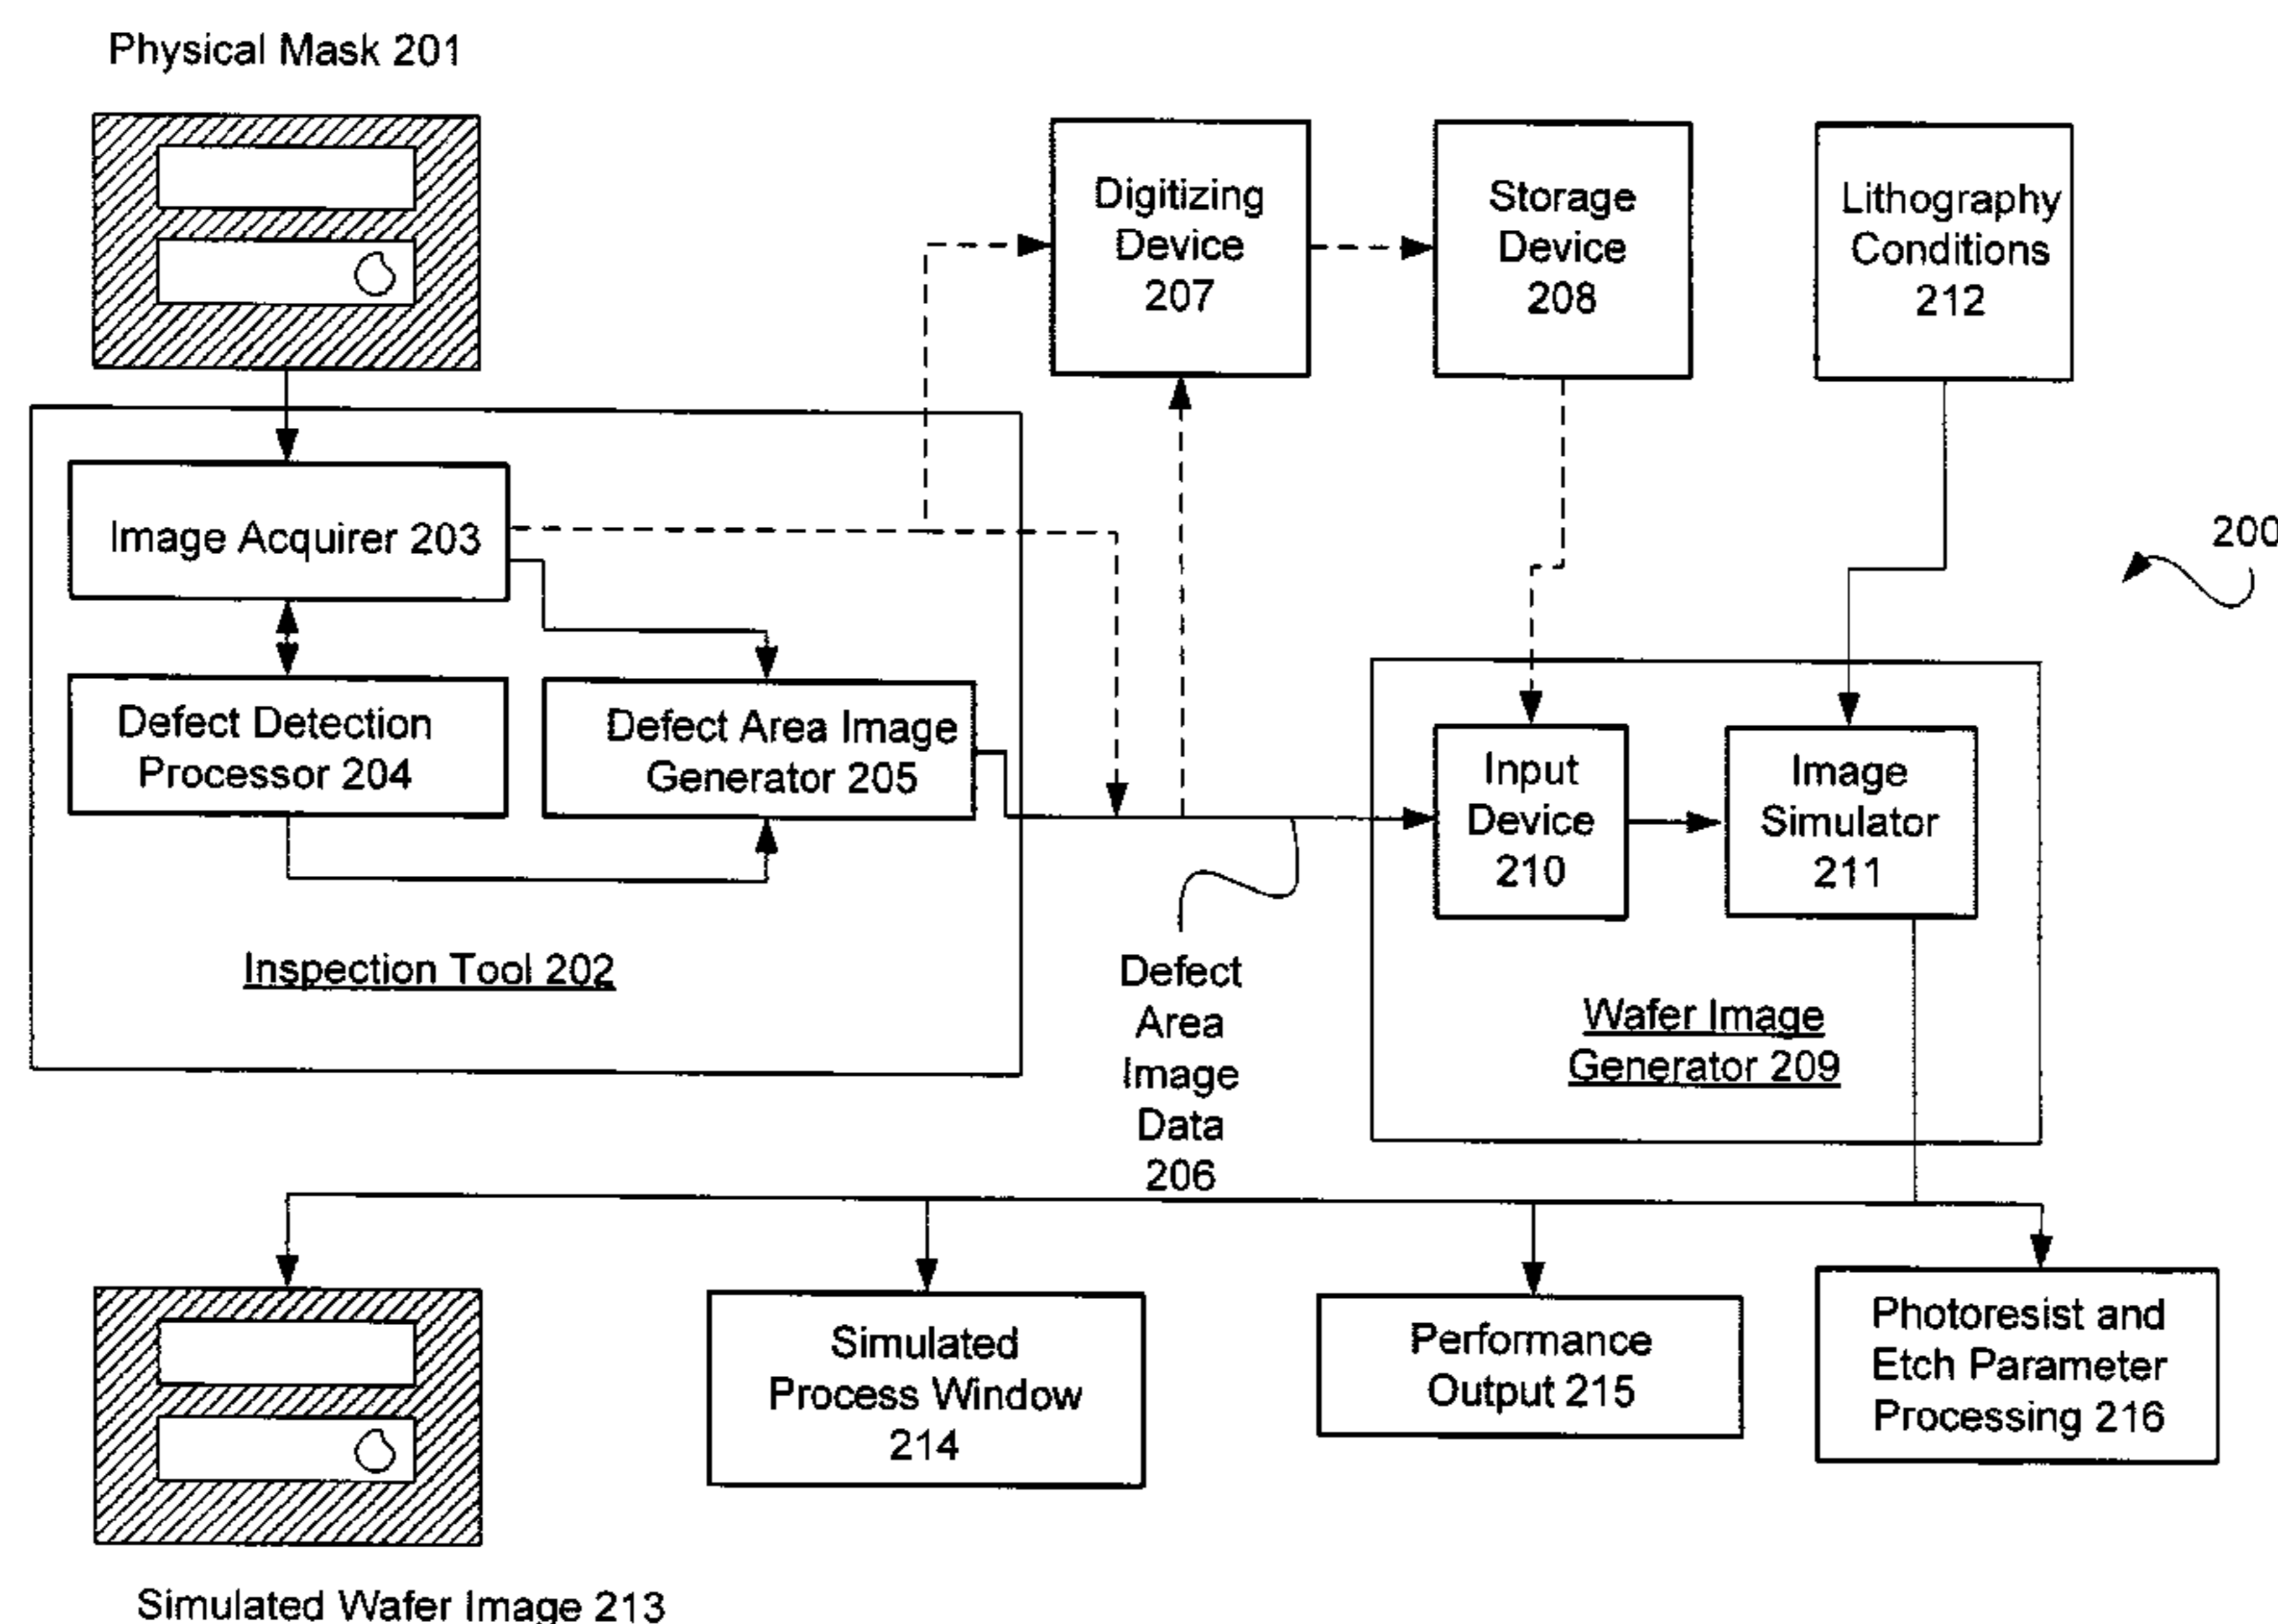 Physical Mask 201
Digitizing
Device
207
Storage
Device
208
Lithography
Conditions
212
200
Image Acquirer 203
Defect Detection
Processor 204
Defect Area Image
Generator 205
Inspection Tool 202
Defect
Area
Image
Data
206
Input
Device
210
Image
Simulator
211
Wafer Image
Generator 209
Simulated
Process Window
214
Performance
Output 215
Photoresist and
Etch Parameter
Processing 216
Simulated Wafer Image 213